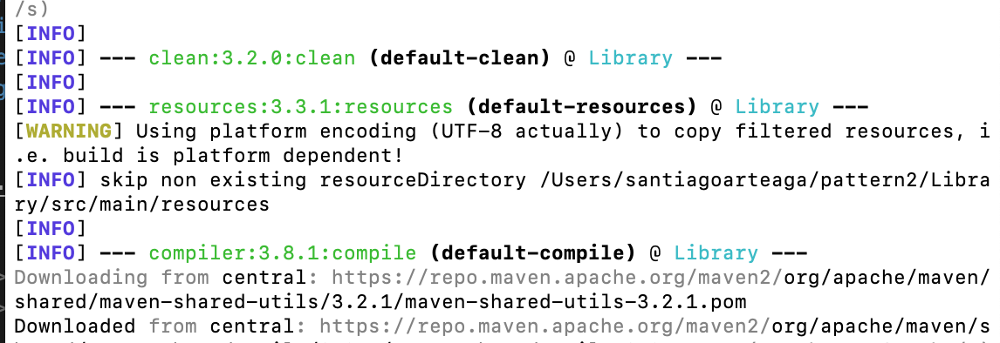 /s)
[INFO]
[INFO] --- clean:3.2.0:clean (default-clean) @ Library ---
[INFO]
[INFO] --- resources:3.3.1:resources (default-resources) @ Library ---
[WARNING] Using platform encoding (UTF-8 actually) to copy filtered resources, i
.e. build is platform dependent!
[INFO] skip non existing resourceDirectory /Users/santiagoarteaga/pattern2/Libra
ry/src/main/resources
[INFO]
[INFO] --- compiler:3.8.1:compile (default-compile) @ Library ---
Downloading from central: https://repo.maven.apache.org/maven2/org/apache/maven/
shared/maven-shared-utils/3.2.1/maven-shared-utils-3.2.1.pom
Downloaded from central: https://repo.maven.apache.org/maven2/org/apache/maven/s